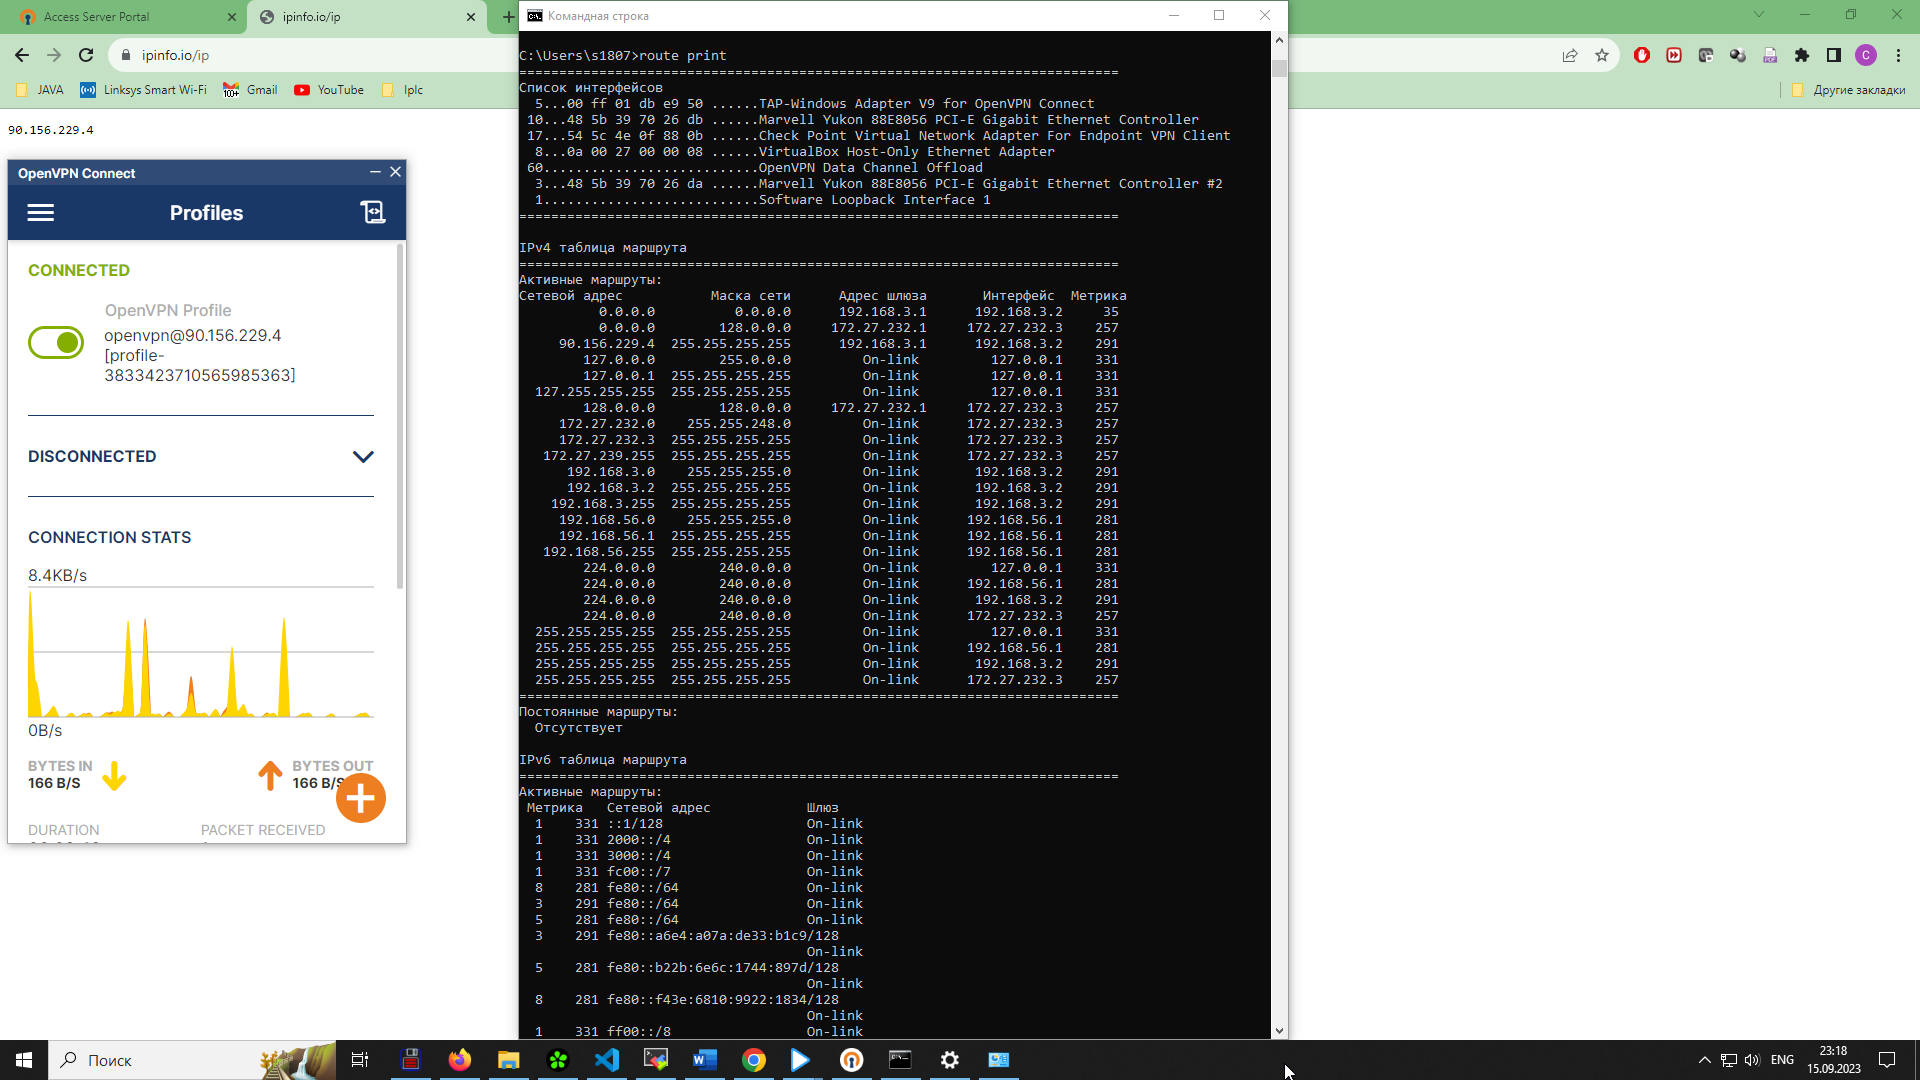 Access Server Portal
ipinfo.io/ip
ipinfo.io/ip
JAVA
Linksys Smart Wi-Fi
100+
Gmail
YouTube
Iplc
PDF
C
Другие закладки
90.156.229.4
OpenVPN Connect
Profiles
CONNECTED
OpenVPN Profile
openvpn@90.156.229.4
[profile-
3833423710565985363]
DISCONNECTED
CONNECTION STATS
8.4KB/s
0B/s
BYTES IN
166 B/S
BYTES OUT
166 B/S
DURATION
PACKET RECEIVED
Командная строка
C:\Users\s1807>route print
===========================================================================
Список интерфейсов
5...00 ff 01 db e9 50 ......TAP-Windows Adapter V9 for OpenVPN Connect
10...48 5b 39 70 26 db ......Marvell Yukon 88E8056 PCI-E Gigabit Ethernet Controller
17...54 5c 4e 0f 88 0b ......Check Point Virtual Network Adapter For Endpoint VPN Client
8...0a 00 27 00 00 08 ......VirtualBox Host-Only Ethernet Adapter
60...........................OpenVPN Data Channel Offload
3...48 5b 39 70 26 da ......Marvell Yukon 88E8056 PCI-E Gigabit Ethernet Controller #2
1...........................Software Loopback Interface 1
===========================================================================
IPv4 таблица маршрута
===========================================================================
Активные маршруты:
Сетевой адрес Маска сети Адрес шлюза Интерфейс Метрика
0.0.0.0 0.0.0.0 192.168.3.1 192.168.3.2 35
0.0.0.0 128.0.0.0 172.27.232.1 172.27.232.3 257
90.156.229.4 255.255.255.255 192.168.3.1 192.168.3.2 291
127.0.0.0 255.0.0.0 On-link 127.0.0.1 331
127.0.0.1 255.255.255.255 On-link 127.0.0.1 331
127.255.255.255 255.255.255.255 On-link 127.0.0.1 331
128.0.0.0 128.0.0.0 172.27.232.1 172.27.232.3 257
172.27.232.0 255.255.248.0 On-link 172.27.232.3 257
172.27.232.3 255.255.255.255 On-link 172.27.232.3 257
172.27.239.255 255.255.255.255 On-link 172.27.232.3 257
192.168.3.0 255.255.255.0 On-link 192.168.3.2 291
192.168.3.2 255.255.255.255 On-link 192.168.3.2 291
192.168.3.255 255.255.255.255 On-link 192.168.3.2 291
192.168.56.0 255.255.255.0 On-link 192.168.56.1 281
192.168.56.1 255.255.255.255 On-link 192.168.56.1 281
192.168.56.255 255.255.255.255 On-link 192.168.56.1 281
224.0.0.0 240.0.0.0 On-link 127.0.0.1 331
224.0.0.0 240.0.0.0 On-link 192.168.56.1 281
224.0.0.0 240.0.0.0 On-link 192.168.3.2 291
224.0.0.0 240.0.0.0 On-link 172.27.232.3 257
255.255.255.255 255.255.255.255 On-link 127.0.0.1 331
255.255.255.255 255.255.255.255 On-link 192.168.56.1 281
255.255.255.255 255.255.255.255 On-link 192.168.3.2 291
255.255.255.255 255.255.255.255 On-link 172.27.232.3 257
===========================================================================
Постоянные маршруты:
Отсутствует
IPv6 таблица маршрута
===========================================================================
Активные маршруты:
Метрика Сетевой адрес Шлюз
1 331 ::1/128 On-link
1 331 2000::/4 On-link
1 331 3000::/4 On-link
1 331 fc00::/7 On-link
8 281 fe80::/64 On-link
3 291 fe80::/64 On-link
5 281 fe80::/64 On-link
3 291 fe80::a6e4:a07a:de33:b1c9/128
On-link
5 281 fe80::b22b:6e6c:1744:897d/128
On-link
8 281 fe80::f43e:6810:9922:1834/128
On-link
1 331 ff00::/8 On-link
Поиск
ENG
23:18
15.09.2023